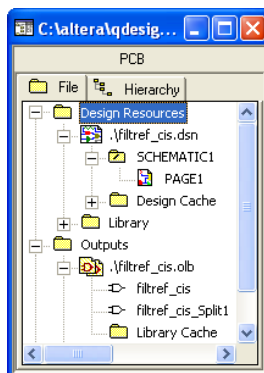 C:\altera\qdesig...
PCB
File
Hierarchy
Design Resources
.\filtref_cis.dsn
SCHEMATIC1
PAGE1
Design Cache
Library
Outputs
.\filtref_cis.olb
filtref_cis
filtref_cis_Split1
Library Cache